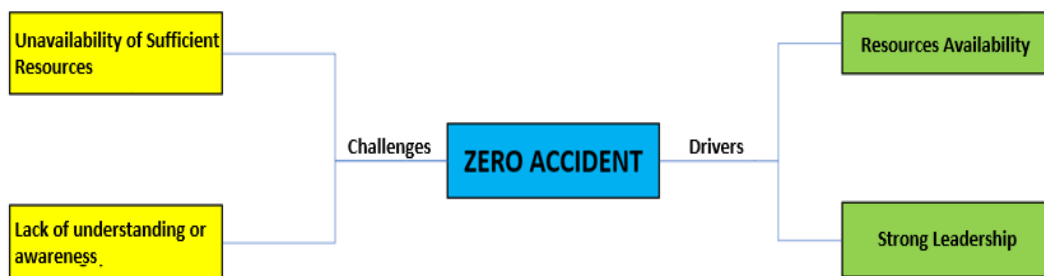 Unavailability of Sufficient
Resources
Lack of understanding or
awareness.
Challenges
ZERO ACCIDENT
Drivers
Resources Availability
Strong Leadership